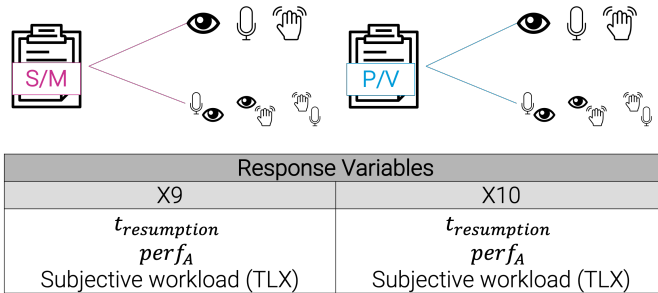 S/M
P/V
Response Variables
X9 X10
t_resumption t_resumption
perf_A perf_A
Subjective workload (TLX) Subjective workload (TLX)